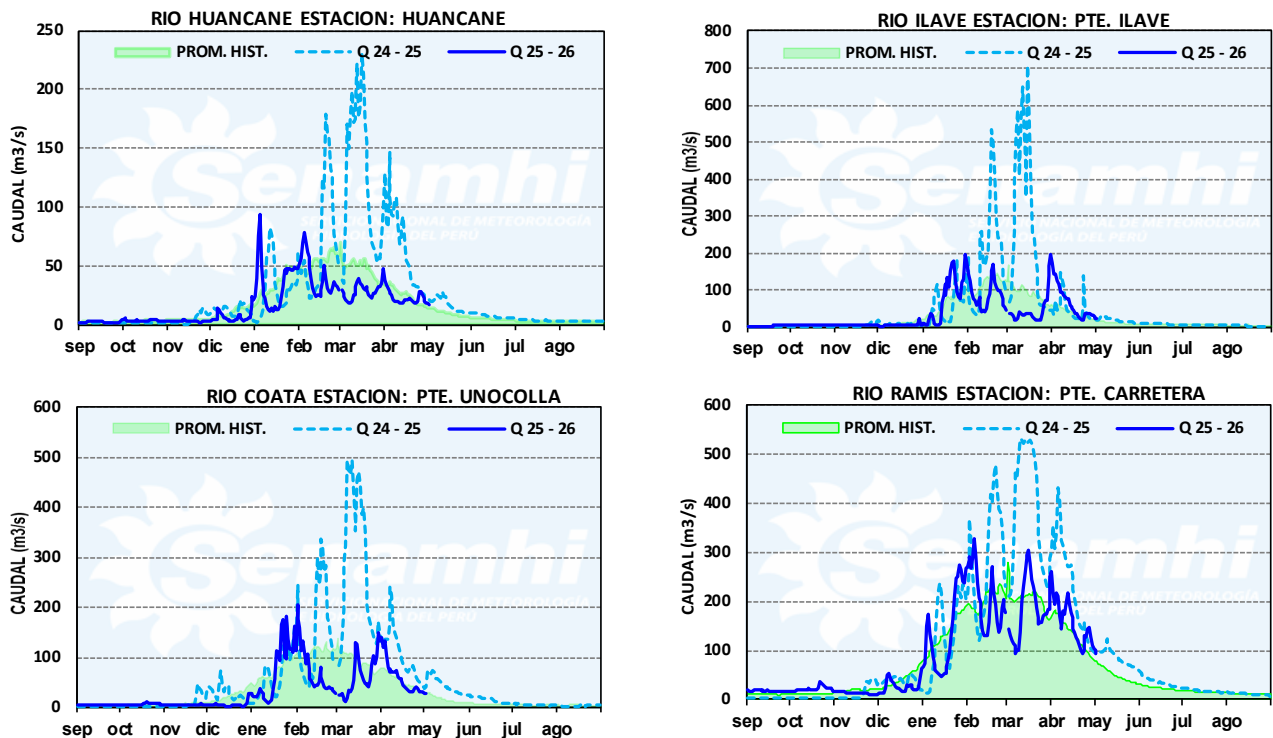 RIO HUANCANE ESTACION: HUANCANE
PROM. HIST. Q 24 - 25 Q 25 - 26
CAUDAL (m3/s)
250
200
150
100
50
0
sep oct nov dic ene feb mar abr may jun jul ago
Senamhi
RIO ILAVE ESTACION: PTE. ILAVE
PROM. HIST. Q 24 - 25 Q 25 - 26
CAUDAL (m3/s)
800
700
600
500
400
300
200
100
0
sep oct nov dic ene feb mar abr may jun jul ago
Senamhi
RIO COATA ESTACION: PTE. UNOCOLLA
PROM. HIST. Q 24 - 25 Q 25 - 26
CAUDAL (m3/s)
600
500
400
300
200
100
0
sep oct nov dic ene feb mar abr may jun jul ago
Senamhi
RIO RAMIS ESTACION: PTE. CARRETERA
PROM. HIST. Q 24 - 25 Q 25 - 26
CAUDAL (m3/s)
600
500
400
300
200
100
0
sep oct nov dic ene feb mar abr may jun jul ago
Senamhi